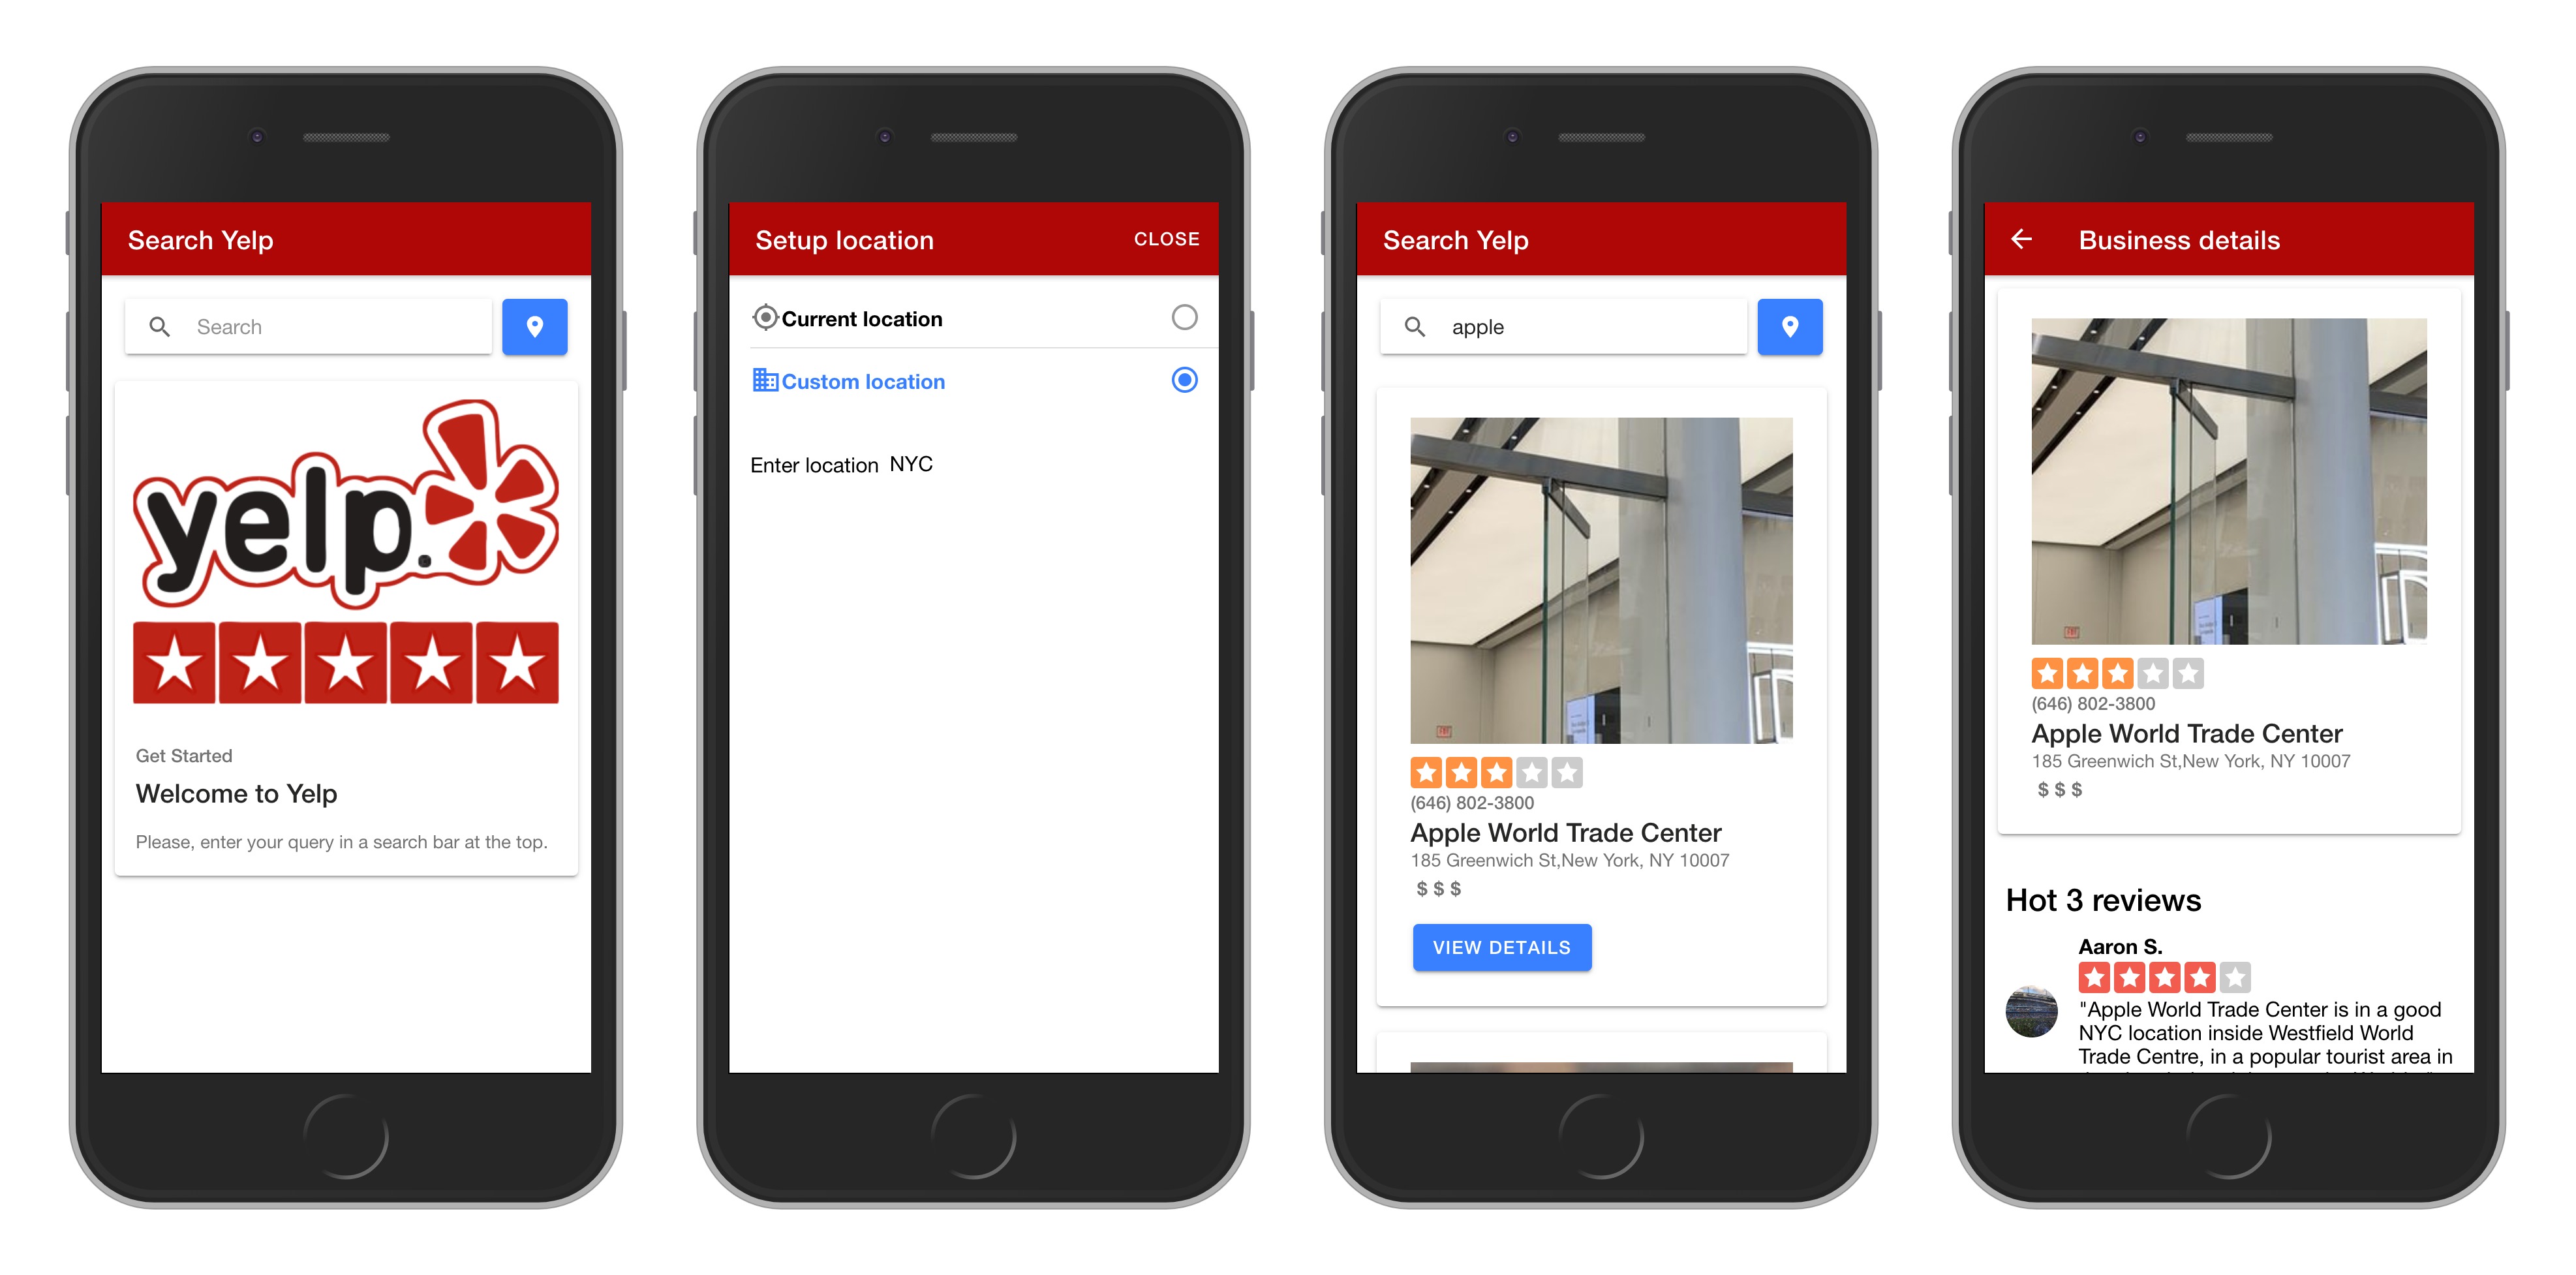 Search Yelp
Search
yelp.
Get Started
Welcome to Yelp
Please, enter your query in a search bar at the top.
Setup location
CLOSE
Current location
Custom location
Enter location NYC
Search Yelp
apple
(646) 802-3800
Apple World Trade Center
185 Greenwich St,New York, NY 10007
$ $ $
VIEW DETAILS
Business details
(646) 802-3800
Apple World Trade Center
185 Greenwich St,New York, NY 10007
$ $ $
Hot 3 reviews
Aaron S.
"Apple World Trade Center is in a good
NYC location inside Westfield World
Trade Centre, in a popular tourist area in